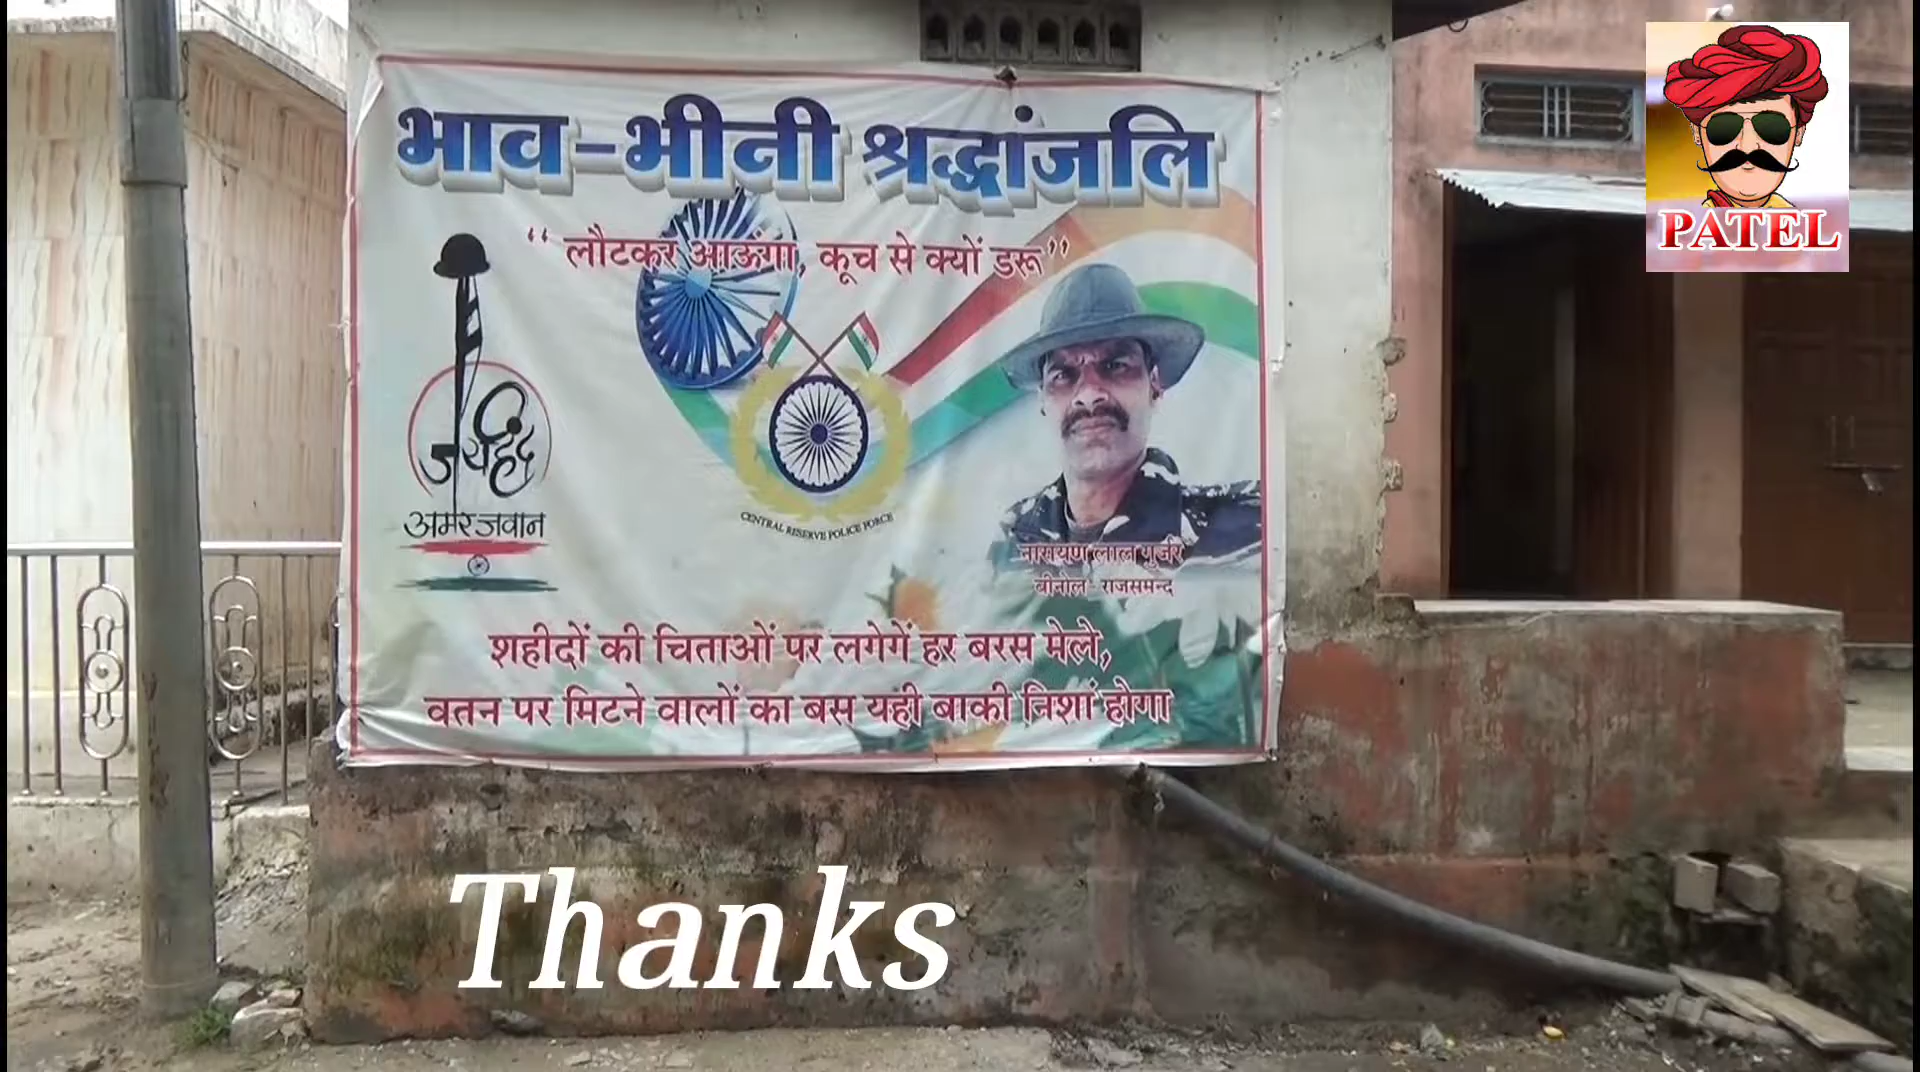 भाव-भीनी श्रद्धांजलि
“ लौटकर आऊंगा, कूच से क्यों डरू ”
जयहिंद
अमर जवान
CENTRAL RESERVE POLICE FORCE
नारायण लाल गुर्जर
बीनोल - राजसमन्द
शहीदों की चिताओं पर लगेगें हर बरस मेले,
वतन पर मिटने वालों का बस यही बाकी निशां होगा
PATEL
Thanks